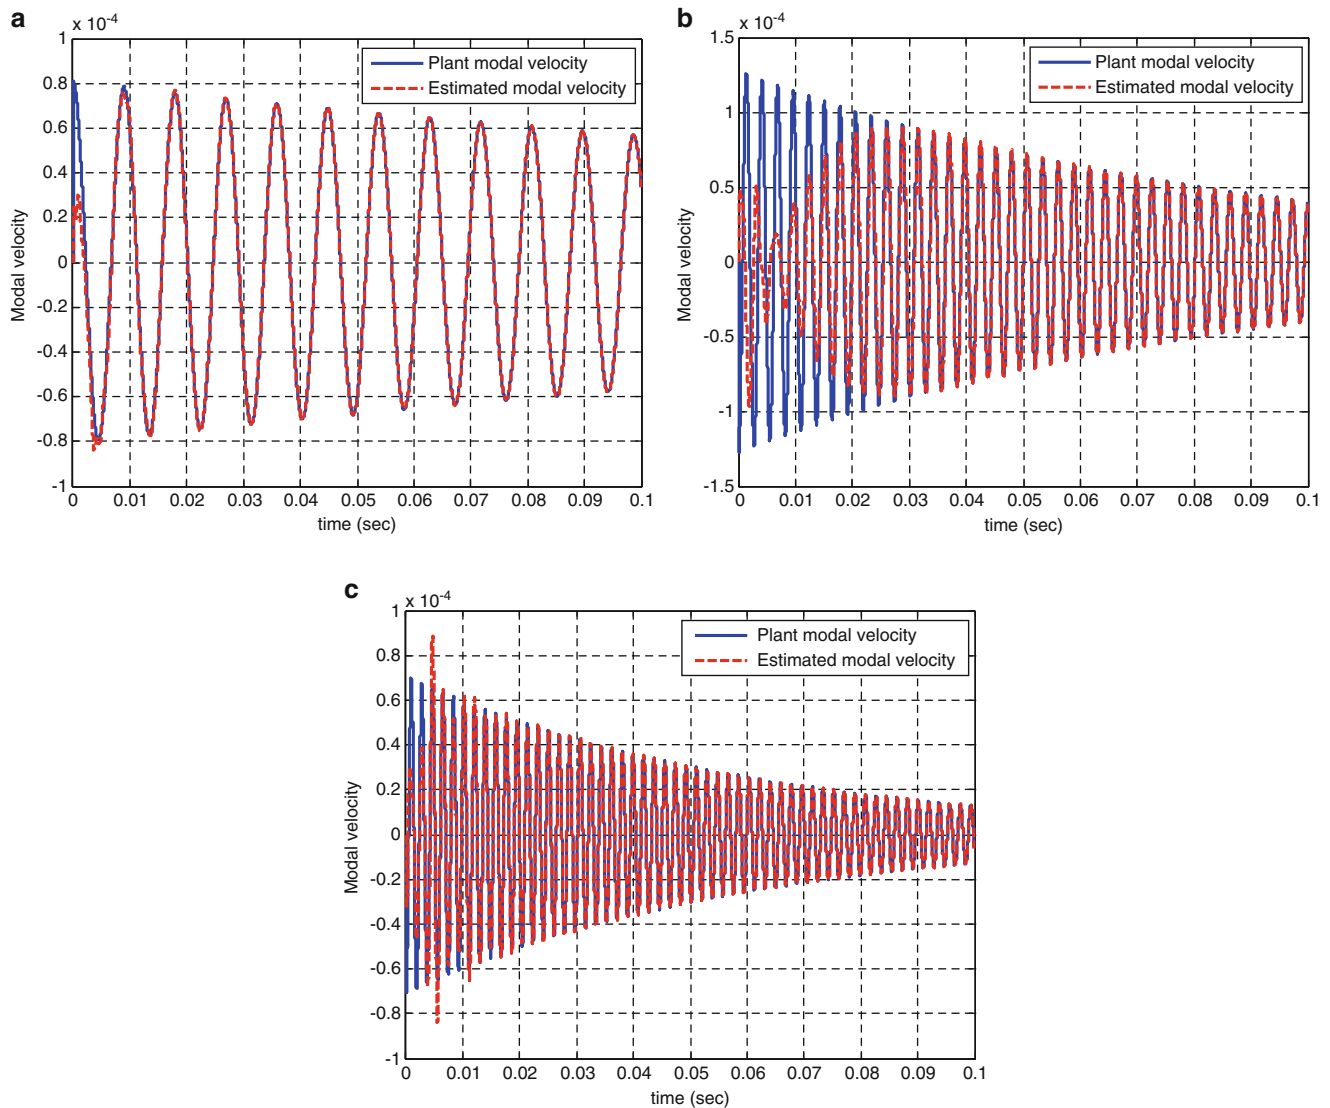 a
x 10-4
1
0.8
0.6
0.4
0.2
0
-0.2
-0.4
-0.6
-0.8
-1
Modal velocity
Plant modal velocity
Estimated modal velocity
0 0.01 0.02 0.03 0.04 0.05 0.06 0.07 0.08 0.09 0.1
time (sec)
b
x 10-4
1.5
1
0.5
0
-0.5
-1
-1.5
Modal velocity
Plant modal velocity
Estimated modal velocity
0 0.01 0.02 0.03 0.04 0.05 0.06 0.07 0.08 0.09 0.1
time (sec)
c
x 10-4
1
0.8
0.6
0.4
0.2
0
-0.2
-0.4
-0.6
-0.8
-1
Modal velocity
Plant modal velocity
Estimated modal velocity
0 0.01 0.02 0.03 0.04 0.05 0.06 0.07 0.08 0.09 0.1
time (sec)